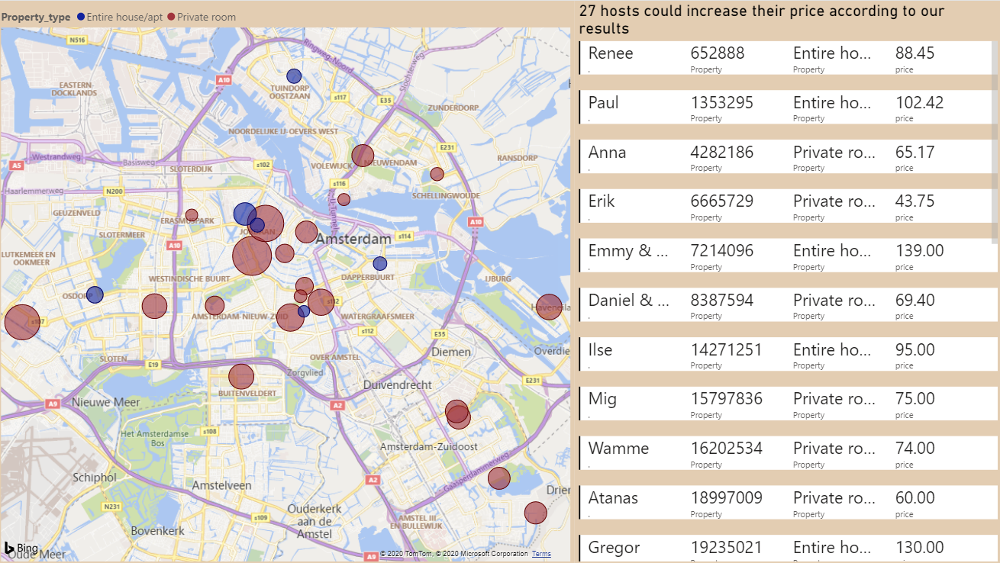 Property_type Entire house/apt Private room
N516
Ringweg-Noord
Slochterweg
A10
EASTERN-
DOCKLANDS
TUINDORP
OOSTZAAN
s117
E35
ZUNDERDORP
NOORDELIJKE IJ-OEVERS WEST
E231
RANSDORP
Westrandweg
A5
Basisweg
SLOTERDIJK
s102
VOLEWIJCK
NIEUWENDAM
Haarlemmerweg
N200
s116
SCHELLINGWOUDE
IJ-Tunnel
GEUZENVELD
ERASMUSPARK
A10
SLOTERMEER
JORDAAN
Amsterdam
s114
A10
LUTKEMEER EN
OOKMEER
WESTINDISCHE BUURT
DAPPERBUURT
IJBURG
OSDORP
s107
AMSTERDAM-NIEUW-ZUID
s112
WATERGRAAFSMEER
Haveneila
s112
E35
Diemen
Overdie
SLOTEN
E19
OVER AMSTEL
Zorgvlied
E231
BUITENVELDERT
Duivendrecht
A9
Nieuwe Meer
A2
Het Amsterdamse
Bos
s108
Amsterdam-Zuidoost
Gaasperdammerweg
Schiphol
Amstelveen
A2
Drier
N231
Ouderkerk
aan de
Amstel
s109
AMSTEL III
EN BULLEWIJK
Bovenkerk
Bing
Oude Meer
A9
© 2020 TomTom, © 2020 Microsoft Corporation Terms
27 hosts could increase their price according to our
results
Renee 652888 Entire ho... 88.45
. Property Property price
Paul 1353295 Entire ho... 102.42
. Property Property price
Anna 4282186 Private ro... 65.17
. Property Property price
Erik 6665729 Private ro... 43.75
. Property Property price
Emmy & ... 7214096 Entire ho... 139.00
. Property Property price
Daniel & ... 8387594 Private ro... 69.40
. Property Property price
Ilse 14271251 Entire ho... 95.00
. Property Property price
Mig 15797836 Private ro... 75.00
. Property Property price
Wamme 16202534 Private ro... 74.00
. Property Property price
Atanas 18997009 Private ro... 60.00
. Property Property price
Gregor 19235021 Entire ho... 130.00
. Property Property price